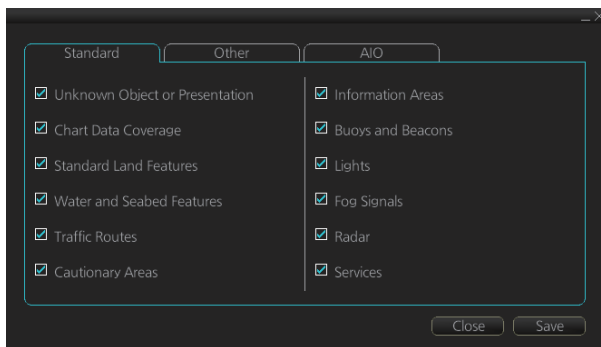 Standard
Other
AIO
Unknown Object or Presentation
Chart Data Coverage
Standard Land Features
Water and Seabed Features
Traffic Routes
Cautionary Areas
Information Areas
Buoys and Beacons
Lights
Fog Signals
Radar
Services
Close
Save